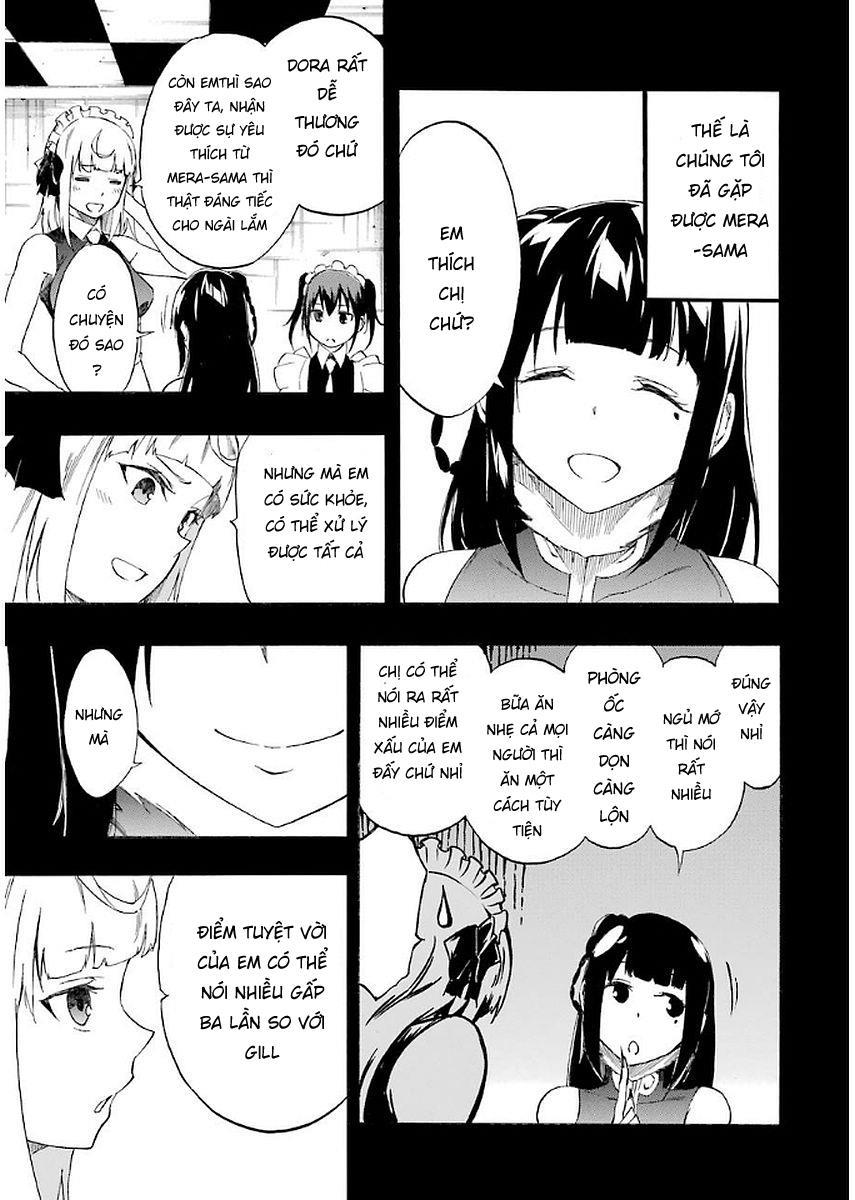 THẾ LÀ
CHÚNG TÔI
ĐÃ GẶP
ĐƯỢC MERA
-SAMA
EM
THÍCH
CHỊ
CHỨ?
DORA RẤT
DỄ
THƯƠNG
ĐÓ CHỨ
CÒN EMTHÌ SAO
ĐÂY TA, NHẬN
ĐƯỢC SỰ YÊU
THÍCH TỪ
MERA-SAMA THÌ
THẬT ĐÁNG TIẾC
CHO NGÀI LẮM
CÓ
CHUYỆN
ĐÓ SAO
?
NHƯNG MÀ EM
CÓ SỨC KHỎE,
CÓ THỂ XỬ LÝ
ĐƯỢC TẤT CẢ
ĐÚNG
VẬY NHỈ
NGỦ MỚ
THÌ NÓI
RẤT
NHIỀU
PHÒNG
ỐC
CÀNG
DỌN
CÀNG
LỘN
BỮA ĂN
NHẸ CẢ MỌI
NGƯỜI THÌ
ĂN MỘT
CÁCH TÙY
TIỆN
CHỊ CÓ THỂ
NÓI RA RẤT
NHIỀU ĐIỂM
XẤU CỦA EM
ĐẤY CHỨ NHỈ
NHƯNG
MÀ
ĐIỂM TUYỆT VỜI
CỦA EM CÓ THỂ
NÓI NHIỀU GẤP
BA LẦN SO VỚI
GILL